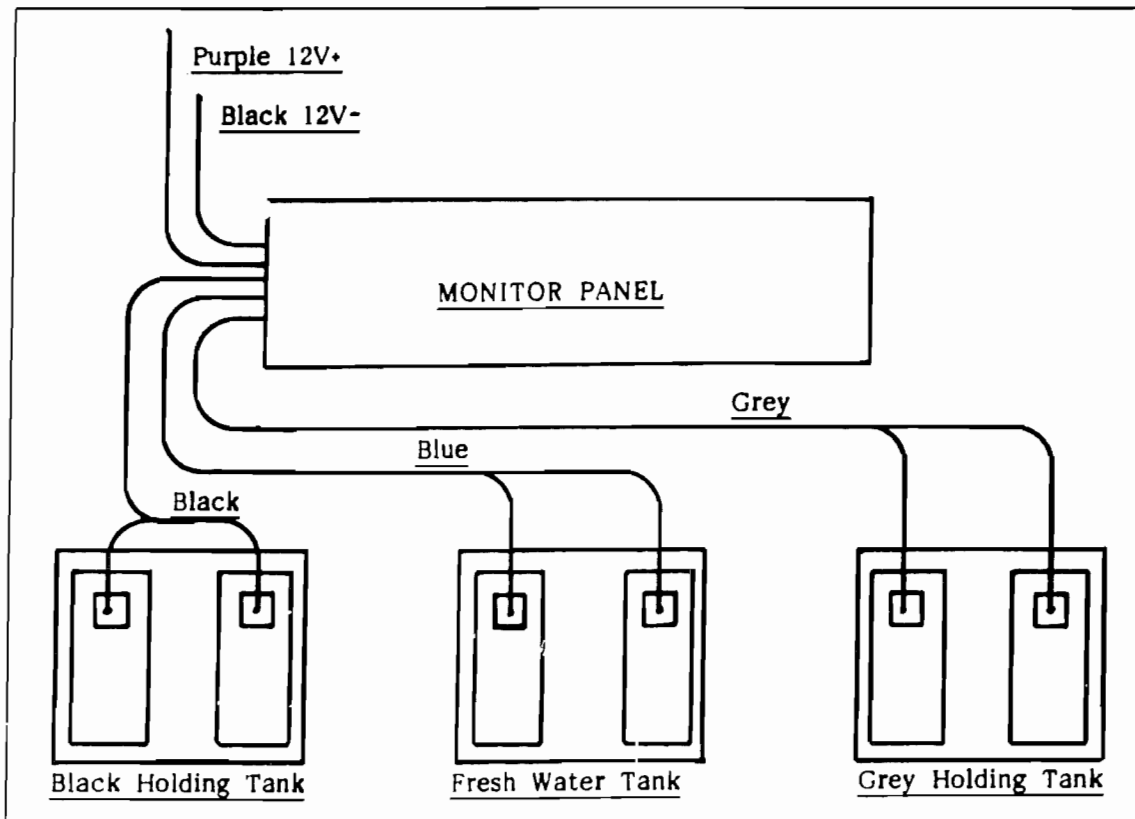 Purple 12V+
Black 12V-
MONITOR PANEL
Grey
Blue
Black
Black Holding Tank
Fresh Water Tank
Grey Holding Tank